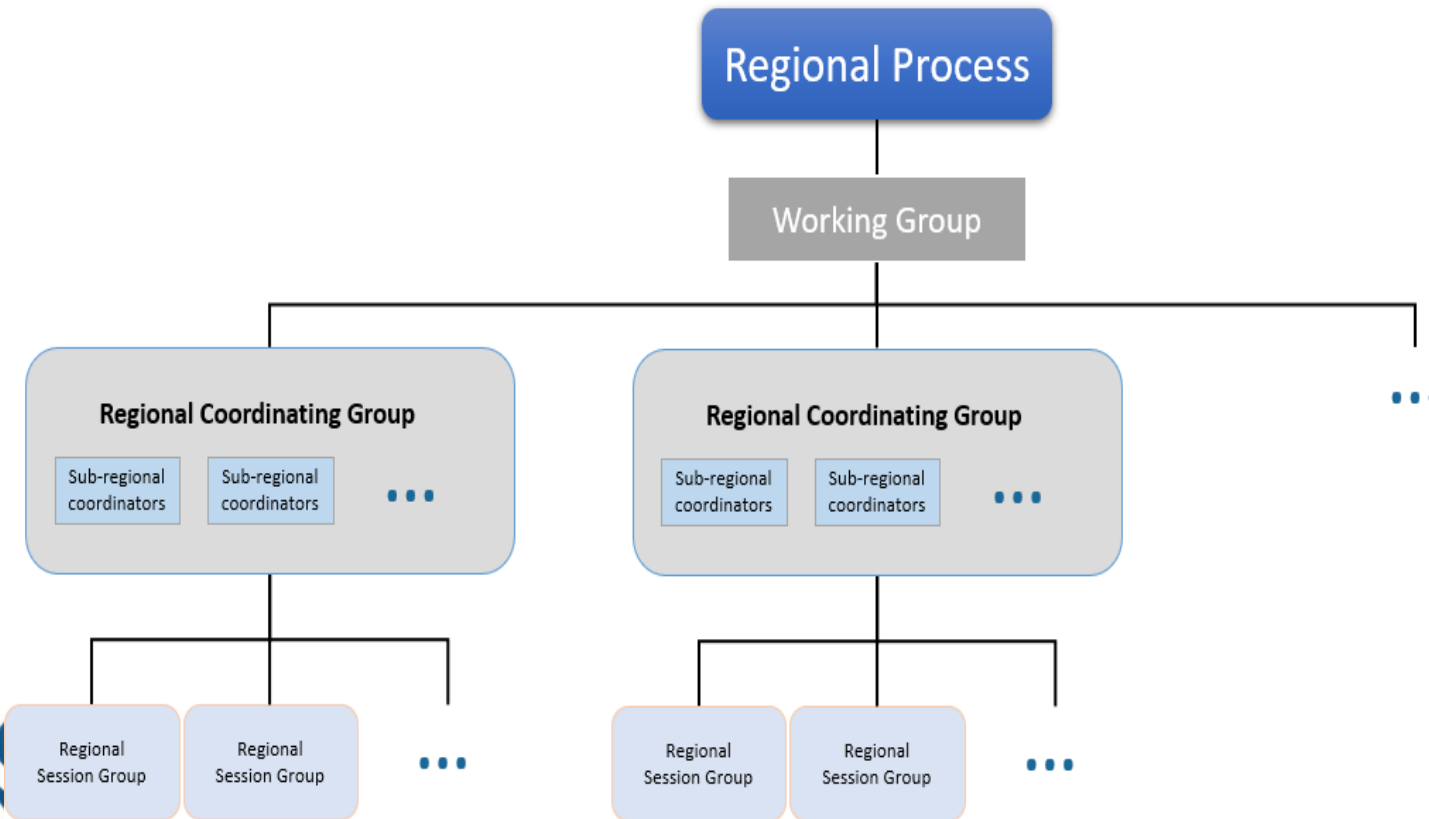 Regional Process
Working Group
Regional Coordinating Group
Sub-regional
coordinators
Sub-regional
coordinators
...
Regional Coordinating Group
Sub-regional
coordinators
Sub-regional
coordinators
...
...
Regional
Session Group
Regional
Session Group
...
Regional
Session Group
Regional
Session Group
...